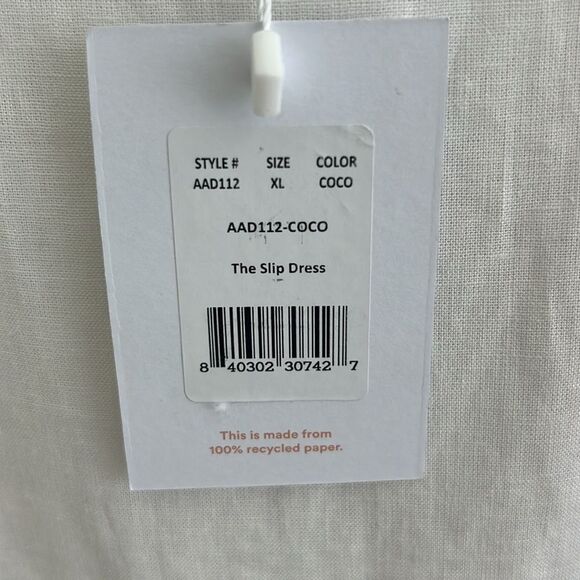 STYLE # SIZE COLOR
AAD112 XL COCO
AAD112-COCO
The Slip Dress
8 40302 30742 7
This is made from
100% recycled paper.